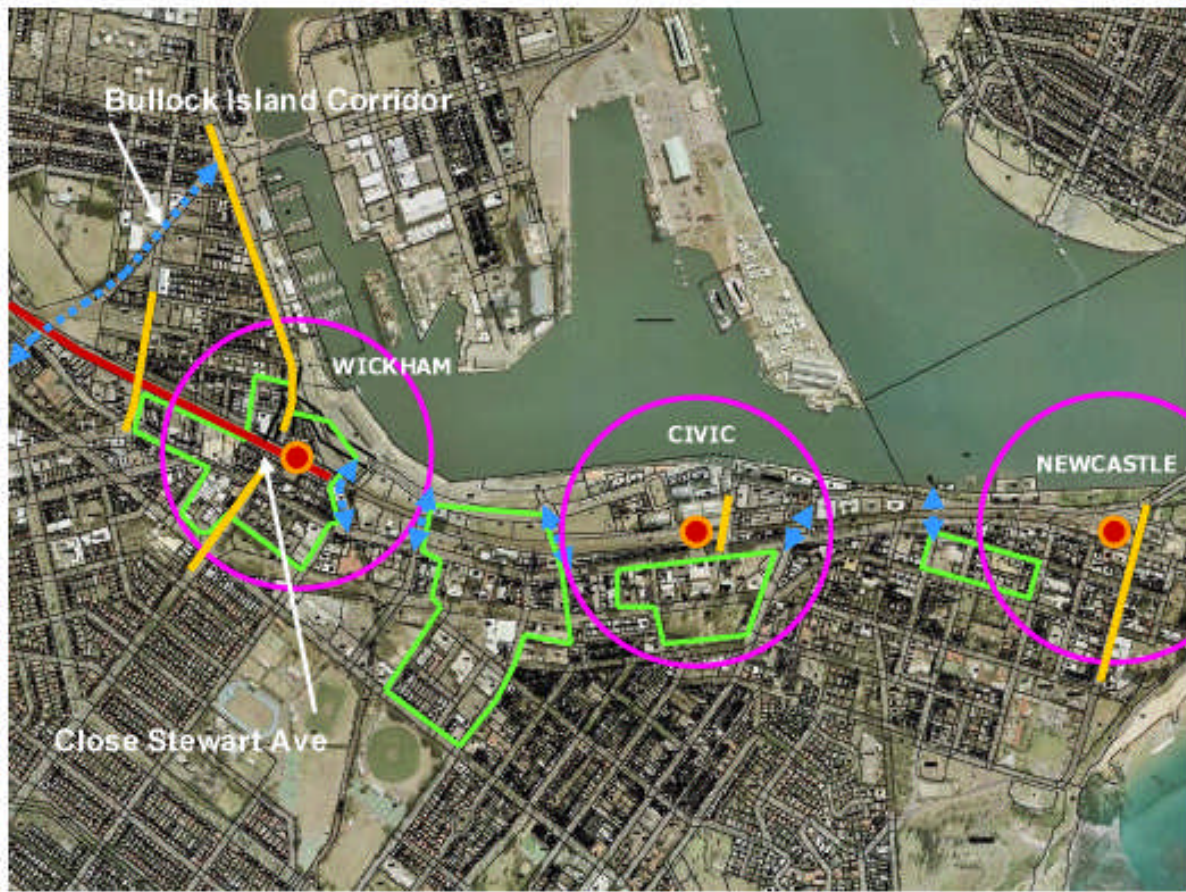 Bullock Island Corridor
WICKHAM
CIVIC
NEWCASTLE
Close Stewart Ave